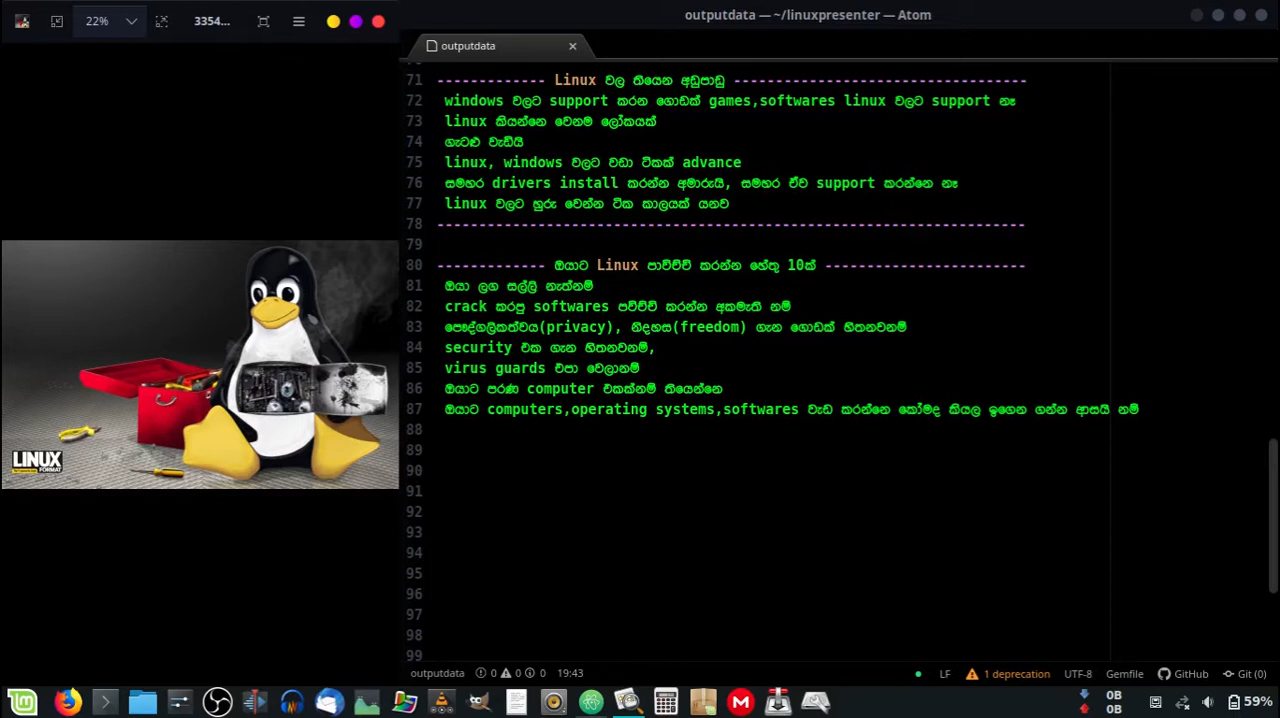 22%
3354...
outputdata — ~/linuxpresenter — Atom
outputdata
71 ------------- Linux වල තියෙන අඩුපාඩු -----------------------------------
72 windows වලට support කරන ගොඩක් games,softwares linux වලට support නෑ
73 linux කියන්නෙ වෙනම ලෝකයක්
74 ගැටළු වැඩියි
75 linux, windows වලට වඩා ටිකක් advance
76 සමහර drivers install කරන්න අමාරුයි, සමහර ඒව support කරන්නෙ නෑ
77 linux වලට හුරු වෙන්න ටික කාලයක් යනව
78 ----------------------------------------------------------------------
79
80 ------------- ඔයාට Linux පාවිච්චි කරන්න හේතු 10ක් ------------------------
81 ඔයා ලග සල්ලි නැත්නම්
82 crack කරපු softwares පවිච්චි කරන්න අකමැති නම්
83 පෞද්ගලිකත්වය(privacy), නිදහස(freedom) ගැන ගොඩක් හිතනවනම්
84 security එක ගැන හිතනවනම්,
85 virus guards එපා වෙලානම්
86 ඔයාට පරණ computer එකක්නම් තියෙන්නෙ
87 ඔයාට computers,operating systems,softwares වැඩ කරන්නෙ කෝමද කියල ඉගෙන ගන්න ආසයි නම්
88
89
90
91
92
93
94
95
96
97
98
99
LINUX
FORMAT
outputdata 0 0 0 19:43 LF 1 deprecation UTF-8 Gemfile GitHub Git (0)
0B
0B
59%